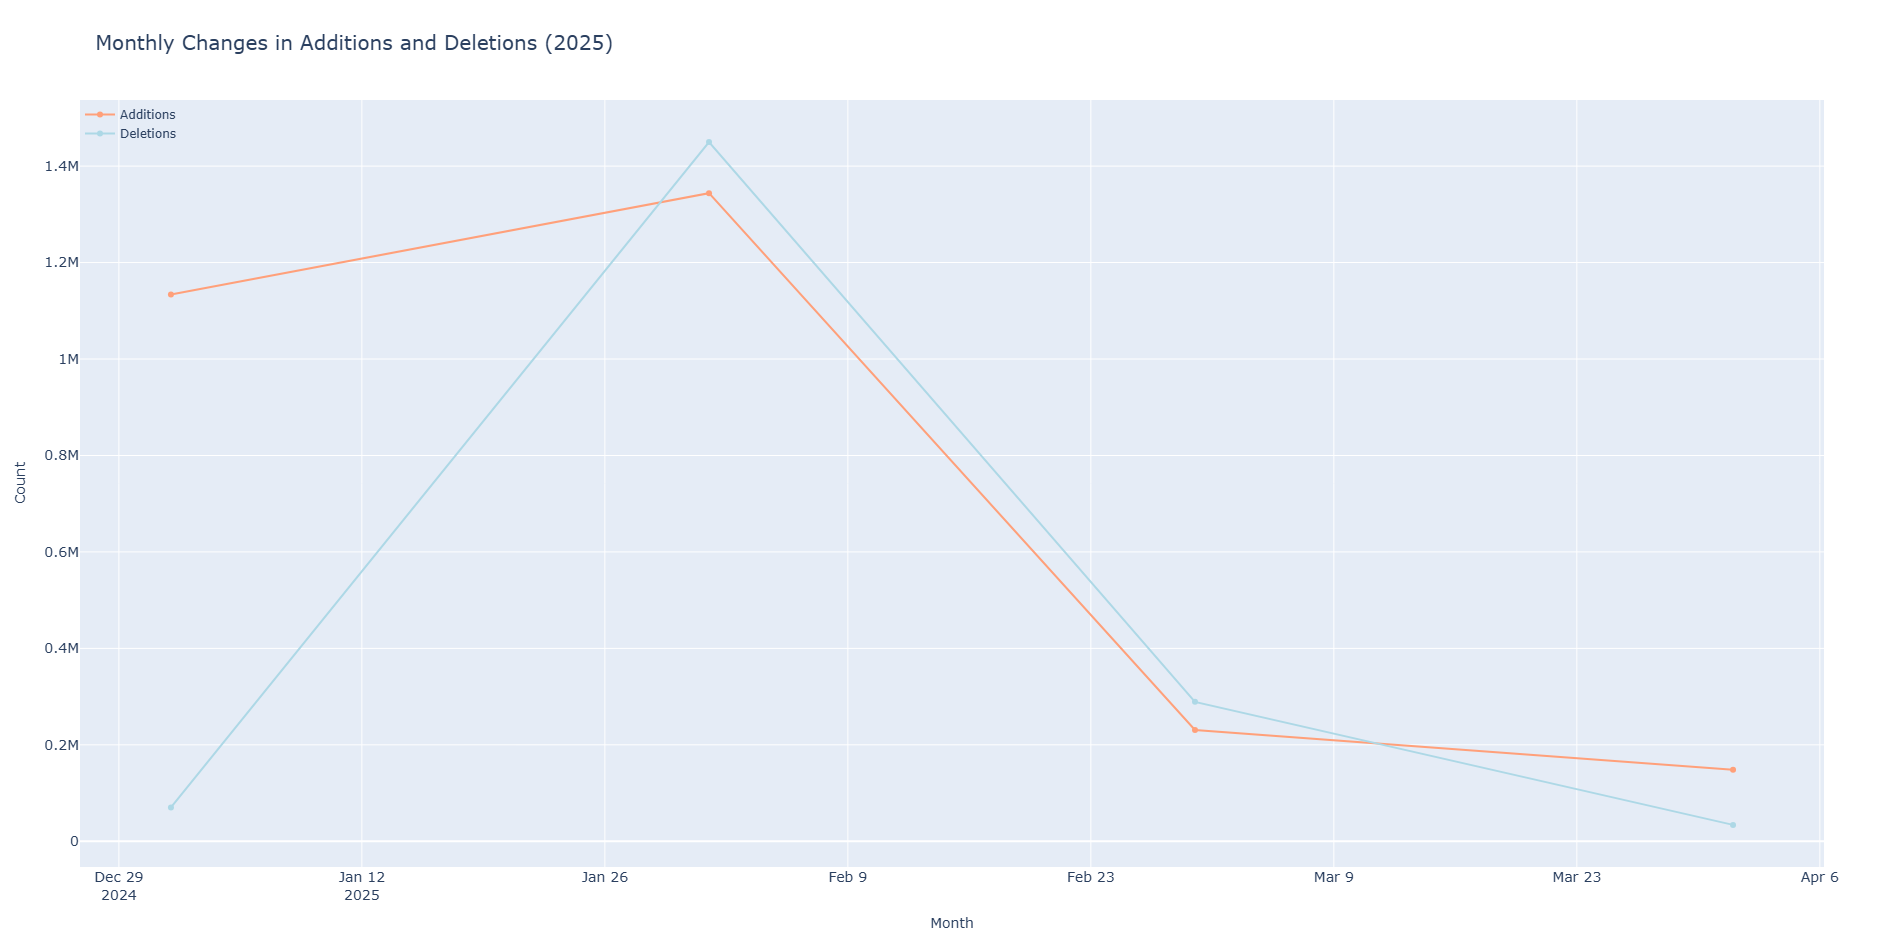 Monthly Changes in Additions and Deletions (2025)
Additions
Deletions
1.4M
1.2M
1M
0.8M
0.6M
0.4M
0.2M
0
Count
Dec 29 Jan 12 Jan 26 Feb 9 Feb 23 Mar 9 Mar 23 Apr 6
2024 2025
Month